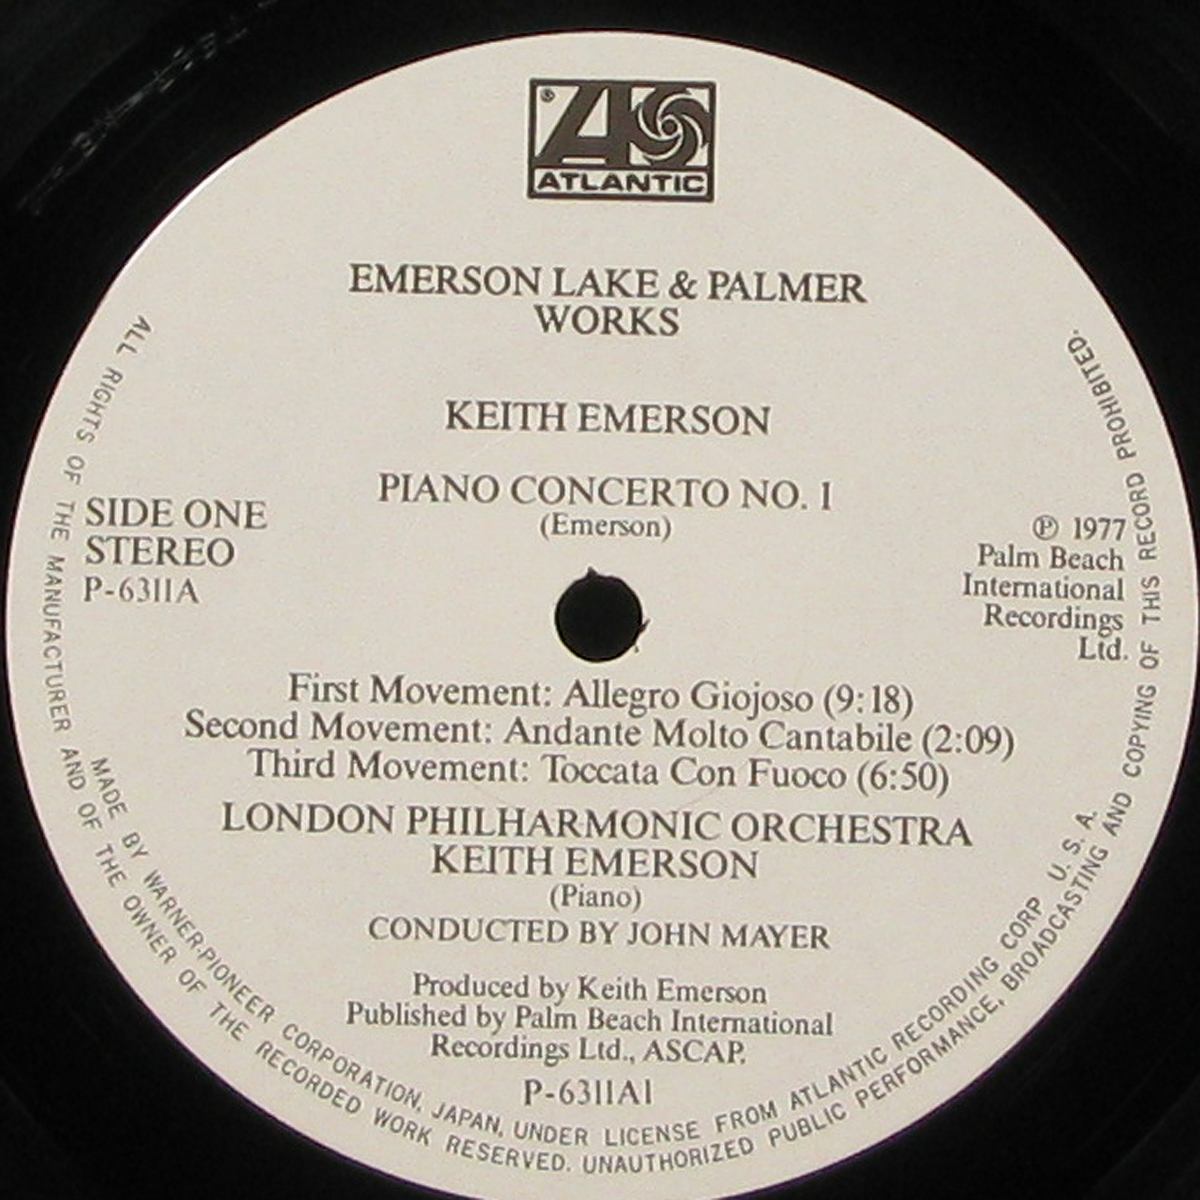 ATLANTIC
EMERSON LAKE & PALMER
WORKS
KEITH EMERSON
PIANO CONCERTO NO. 1
(Emerson)
SIDE ONE
STEREO
P-6311A
℗ 1977
Palm Beach
International
Recordings
Ltd.
First Movement: Allegro Giojoso (9:18)
Second Movement: Andante Molto Cantabile (2:09)
Third Movement: Toccata Con Fuoco (6:50)
LONDON PHILHARMONIC ORCHESTRA
KEITH EMERSON
(Piano)
CONDUCTED BY JOHN MAYER
Produced by Keith Emerson
Published by Palm Beach International
Recordings Ltd., ASCAP.
P-6311A1
MADE BY WARNER-PIONEER CORPORATION, JAPAN, UNDER LICENSE FROM ATLANTIC RECORDING CORP U. S. A.
ALL RIGHTS OF THE MANUFACTURER AND OF THE OWNER OF THE RECORDED WORK RESERVED. UNAUTHORIZED PUBLIC PERFORMANCE, BROADCASTING AND COPYING OF THIS RECORD PROHIBITED.